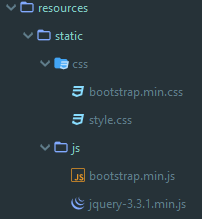 resources
static
css
bootstrap.min.css
style.css
js
bootstrap.min.js
jquery-3.3.1.min.js